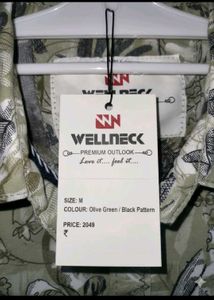 WELLNECK
WELLNECK
PREMIUM OUTLOOK
Love it.... feel it....
SIZE: M
COLOUR: Olive Green / Black Pattern
PRICE: 2049
₹